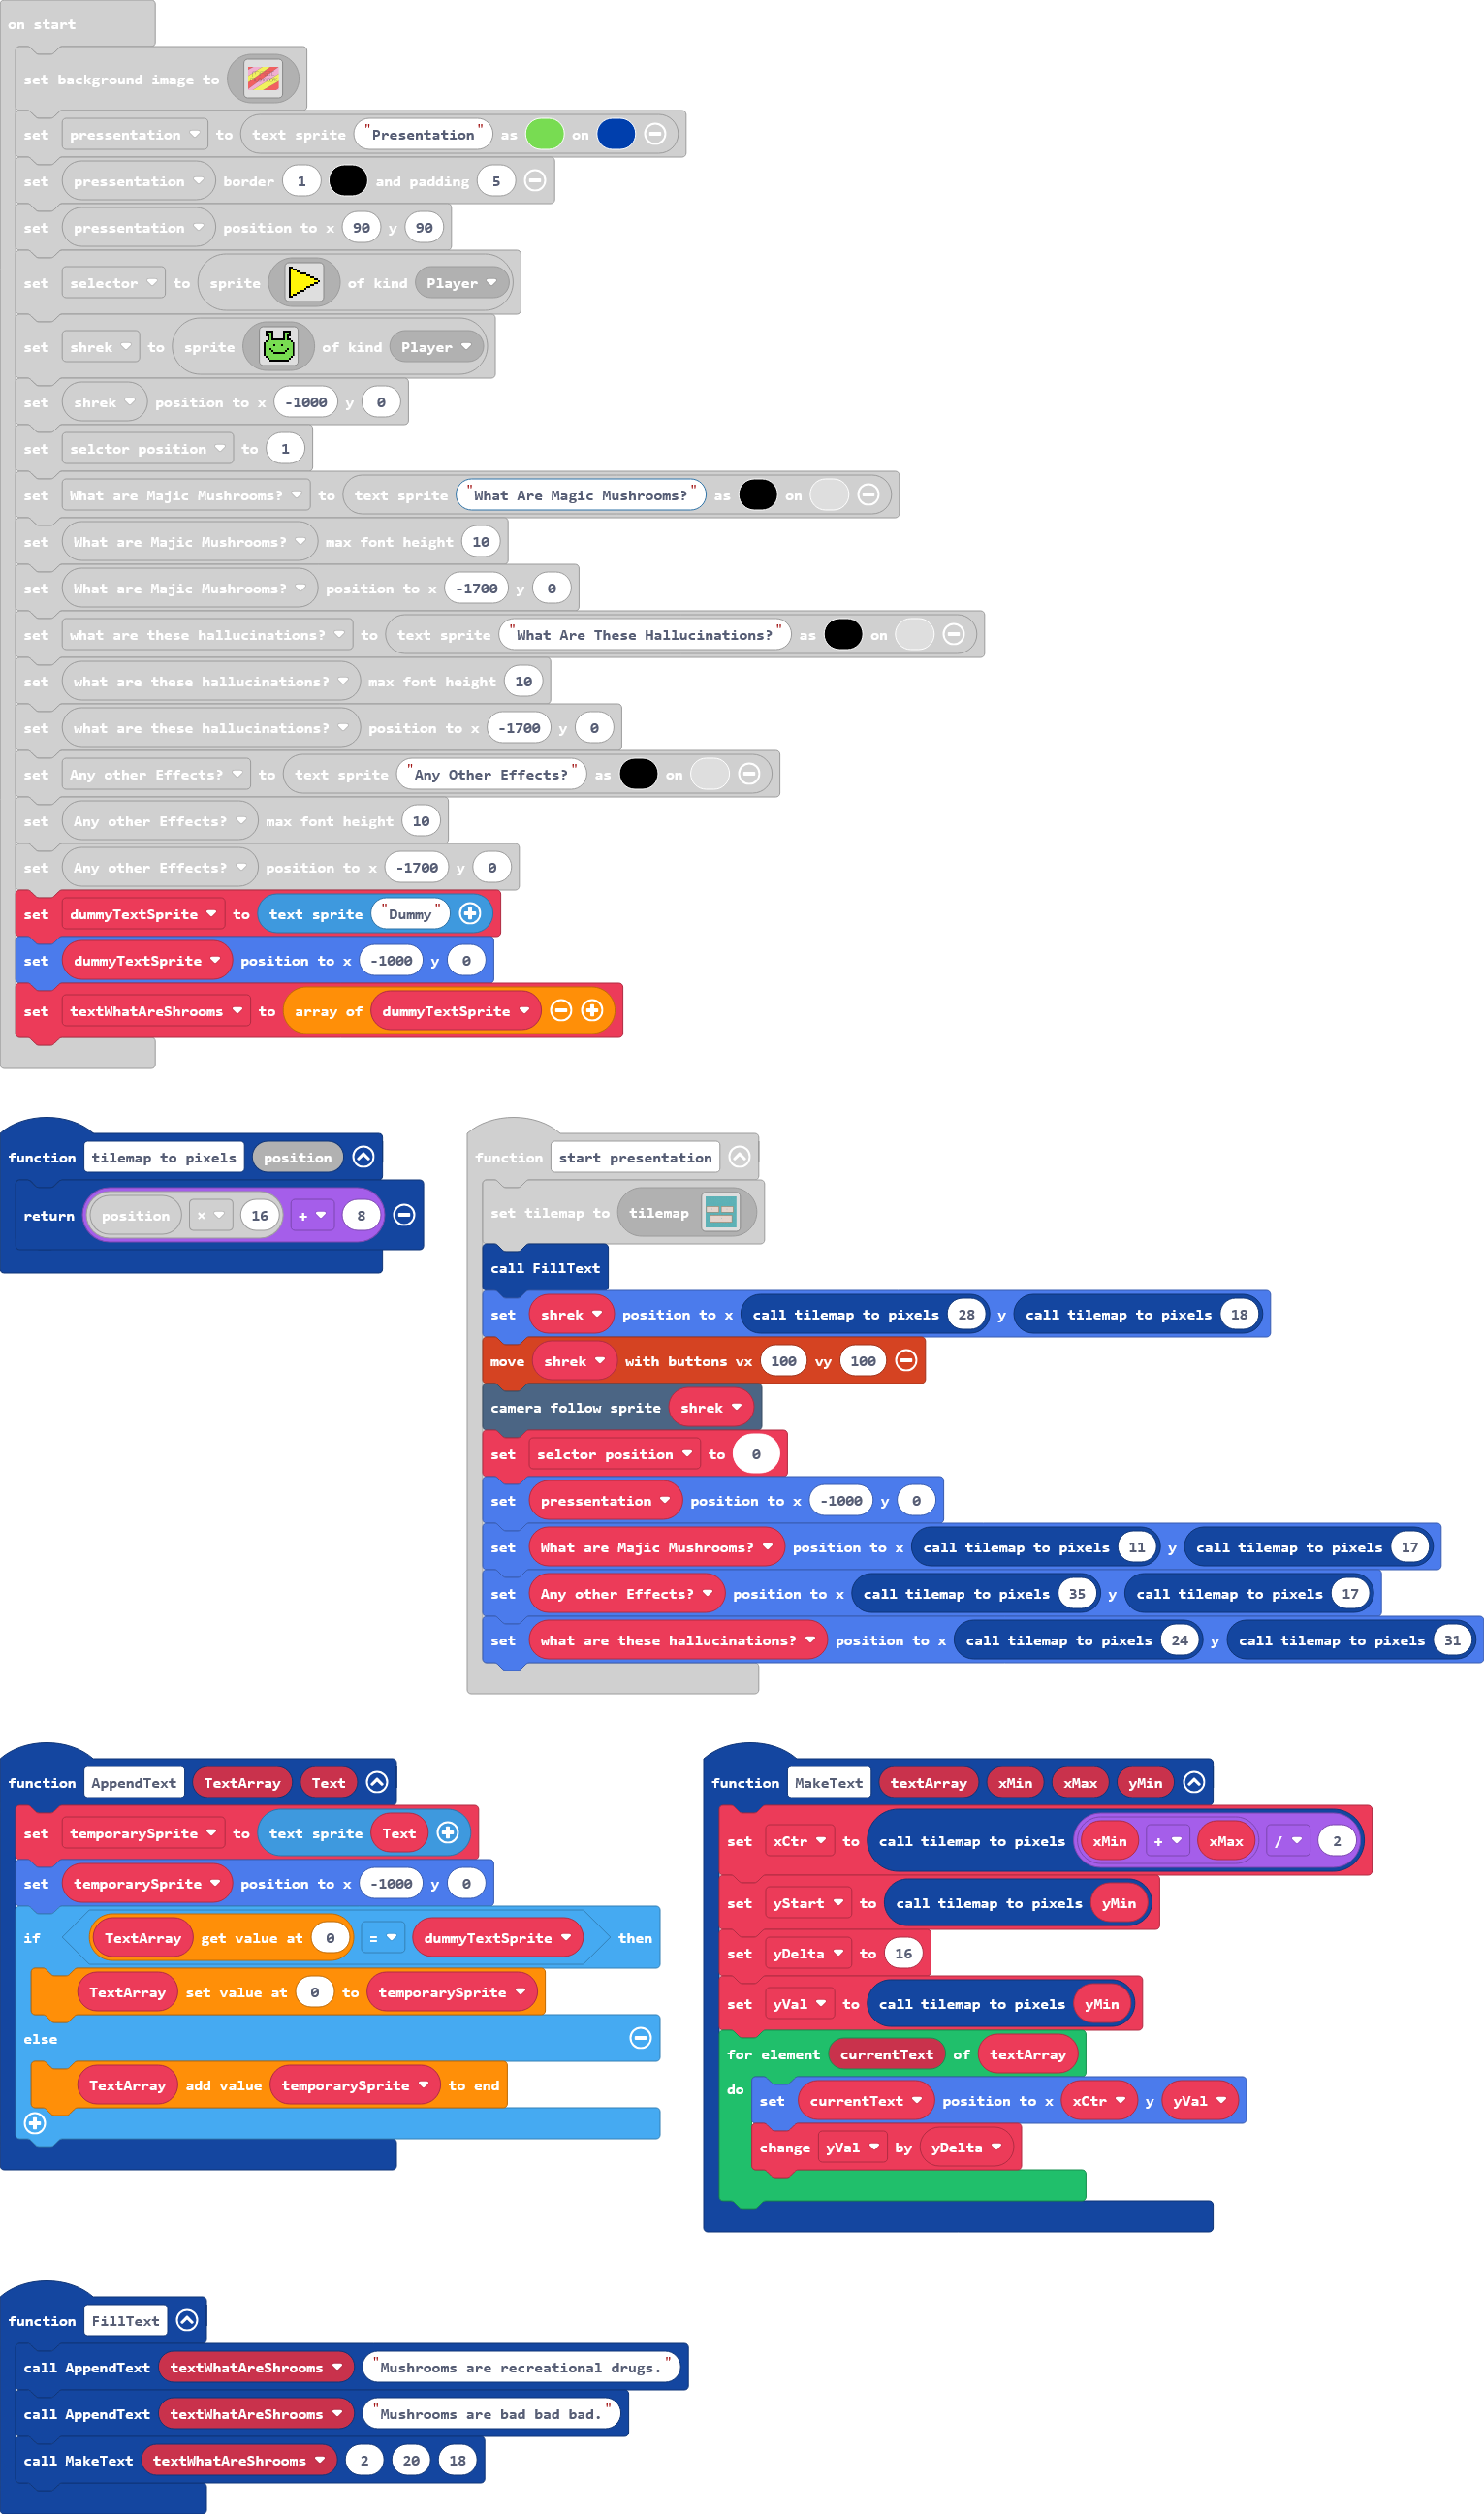 on start
set background image to
set pressentation to text sprite "Presentation" as on
set pressentation border 1 and padding 5
set pressentation position to x 90 y 90
set selector to sprite of kind Player
set shrek to sprite of kind Player
set shrek position to x -1000 y 0
set selctor position to 1
set What are Majic Mushrooms? to text sprite "What Are Magic Mushrooms?" as on
set What are Majic Mushrooms? max font height 10
set What are Majic Mushrooms? position to x -1700 y 0
set what are these hallucinations? to text sprite "What Are These Hallucinations?" as on
set what are these hallucinations? max font height 10
set what are these hallucinations? position to x -1700 y 0
set Any other Effects? to text sprite "Any Other Effects?" as on
set Any other Effects? max font height 10
set Any other Effects? position to x -1700 y 0
set dummyTextSprite to text sprite "Dummy"
set dummyTextSprite position to x -1000 y 0
set textWhatAreShrooms to array of dummyTextSprite
function tilemap to pixels position
return position × 16 + 8
function start presentation
set tilemap to tilemap
call FillText
set shrek position to x call tilemap to pixels 28 y call tilemap to pixels 18
move shrek with buttons vx 100 vy 100
camera follow sprite shrek
set selctor position to 0
set pressentation position to x -1000 y 0
set What are Majic Mushrooms? position to x call tilemap to pixels 11 y call tilemap to pixels 17
set Any other Effects? position to x call tilemap to pixels 35 y call tilemap to pixels 17
set what are these hallucinations? position to x call tilemap to pixels 24 y call tilemap to pixels 31
function AppendText TextArray Text
set temporarySprite to text sprite Text
set temporarySprite position to x -1000 y 0
if TextArray get value at 0 = dummyTextSprite then
TextArray set value at 0 to temporarySprite
else
TextArray add value temporarySprite to end
function MakeText textArray xMin xMax yMin
set xCtr to call tilemap to pixels xMin + xMax / 2
set yStart to call tilemap to pixels yMin
set yDelta to 16
set yVal to call tilemap to pixels yMin
for element currentText of textArray
do
set currentText position to x xCtr y yVal
change yVal by yDelta
function FillText
call AppendText textWhatAreShrooms "Mushrooms are recreational drugs."
call AppendText textWhatAreShrooms "Mushrooms are bad bad bad."
call MakeText textWhatAreShrooms 2 20 18